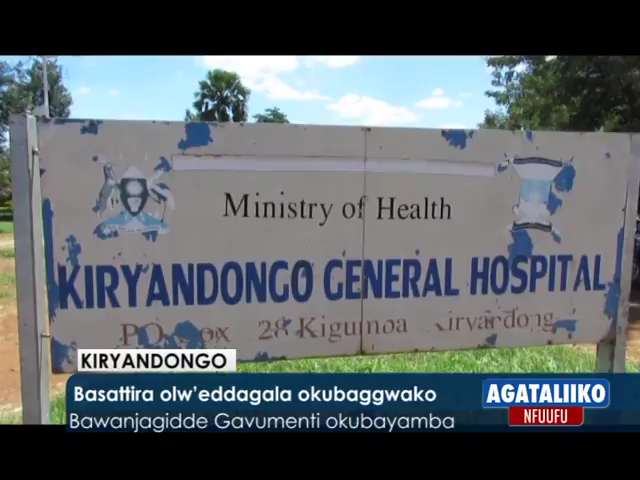 Ministry of Health
KIRYANDONGO GENERAL HOSPITAL
28 Kigumba
KIRYANDONGO
Basattira olw'eddagala okubaggwako
Bawanjagidde Gavumenti okubayamba
AGATALIIKO
NFUUFU